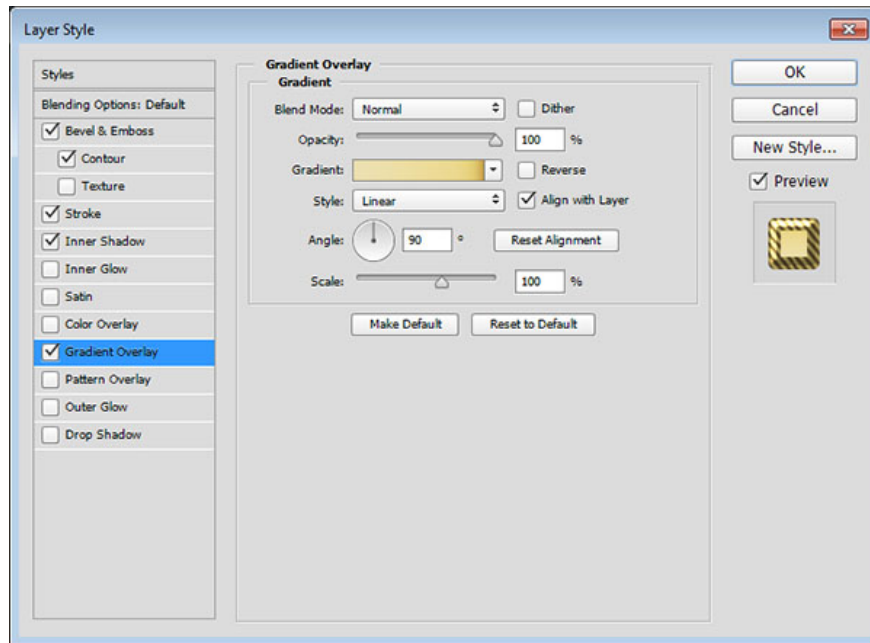 Layer Style
Styles
Blending Options: Default
Bevel & Emboss
Contour
Texture
Stroke
Inner Shadow
Inner Glow
Satin
Color Overlay
Gradient Overlay
Pattern Overlay
Outer Glow
Drop Shadow
Gradient Overlay
Gradient
Blend Mode: Normal Dither
Opacity: 100 %
Gradient: Reverse
Style: Linear Align with Layer
Angle: 90 ° Reset Alignment
Scale: 100 %
Make Default Reset to Default
OK
Cancel
New Style...
Preview